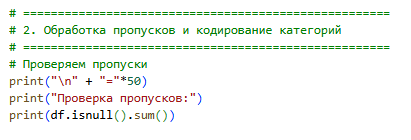 # ==================================================
# 2. Обработка пропусков и кодирование категорий
# ==================================================
# Проверяем пропуски
print("\n" + "="*50)
print("Проверка пропусков:")
print(df.isnull().sum())